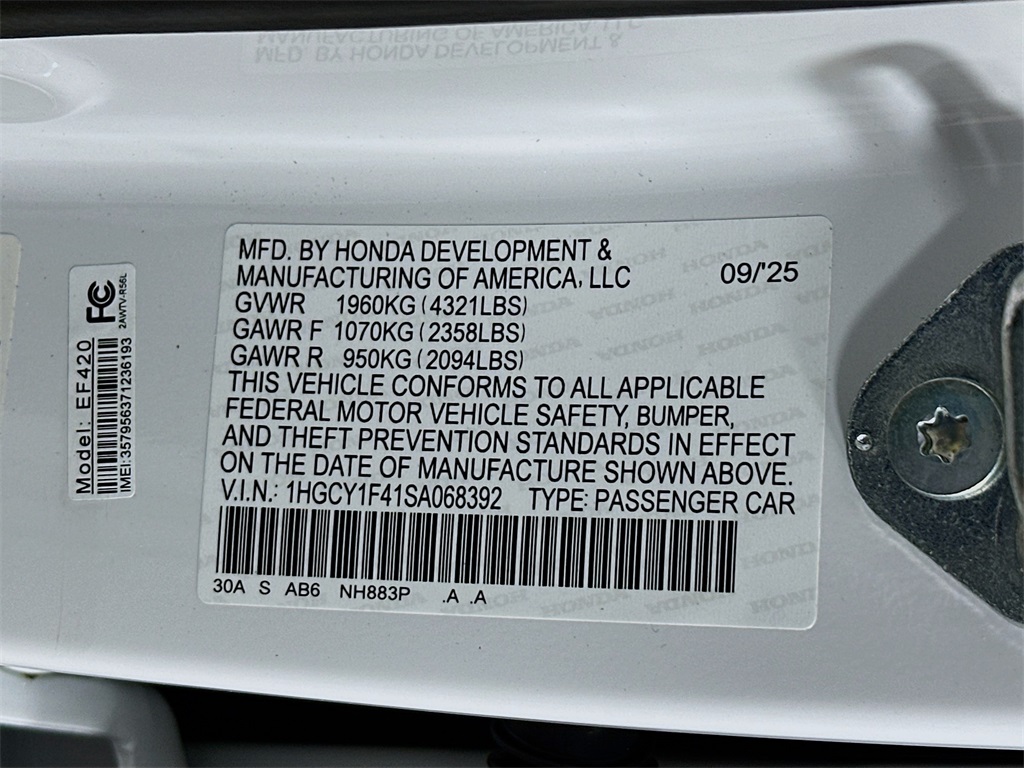 MFD. BY HONDA DEVELOPMENT &
MANUFACTURING OF AMERICA, LLC 09/'25
GVWR 1960KG (4321LBS)
GAWR F 1070KG (2358LBS)
GAWR R 950KG (2094LBS)
THIS VEHICLE CONFORMS TO ALL APPLICABLE
FEDERAL MOTOR VEHICLE SAFETY, BUMPER,
AND THEFT PREVENTION STANDARDS IN EFFECT
ON THE DATE OF MANUFACTURE SHOWN ABOVE.
V.I.N.: 1HGCY1F41SA068392 TYPE: PASSENGER CAR
30A S AB6 NH883P .A .A
Model: EF420
IMEI:357956371236193
FC
2AWTV-R56L